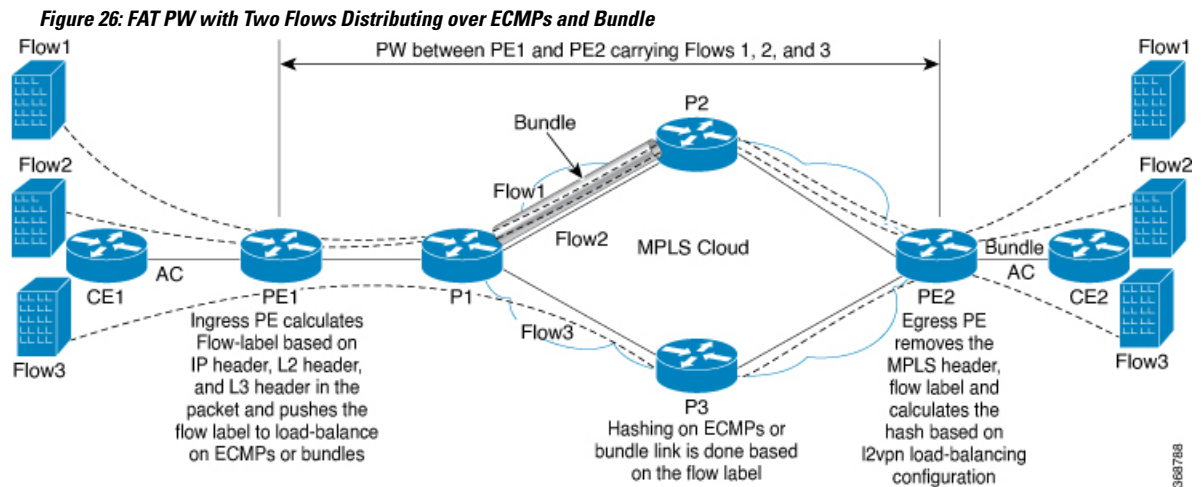 Figure 26: FAT PW with Two Flows Distributing over ECMPs and Bundle
Flow1
PW between PE1 and PE2 carrying Flows 1, 2, and 3
Flow1
P2
Bundle
Flow2
Flow1
Flow2
Flow2
MPLS Cloud
Bundle
AC
AC
CE1
PE1
P1
PE2
CE2
Flow3
Flow3
Flow3
Ingress PE calculates
Flow-label based on
IP header, L2 header,
and L3 header in the
packet and pushes the
flow label to load-balance
on ECMPs or bundles
P3
Hashing on ECMPs or
bundle link is done based
on the flow label
Egress PE
removes the
MPLS header,
flow label and
calculates the
hash based on
l2vpn load-balancing
configuration
368788